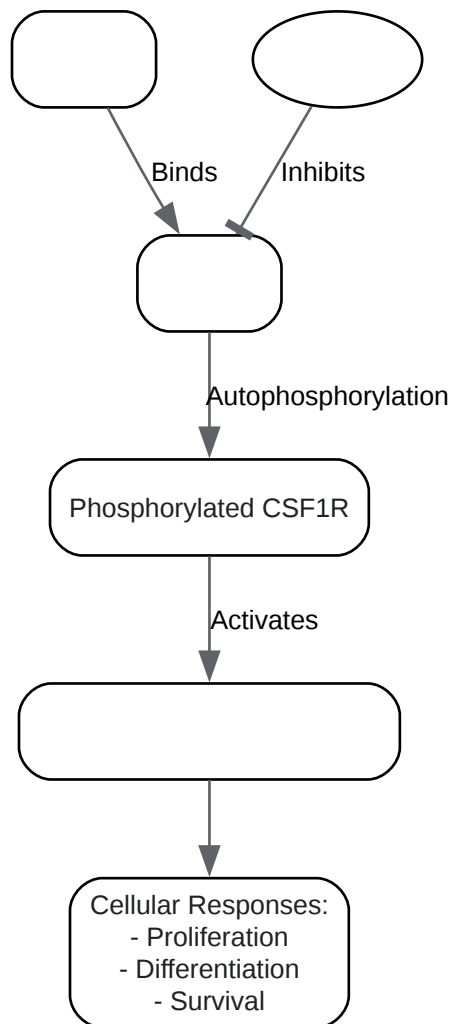 Binds
Inhibits
Autophosphorylation
Phosphorylated CSF1R
Activates
Cellular Responses:
- Proliferation
- Differentiation
- Survival